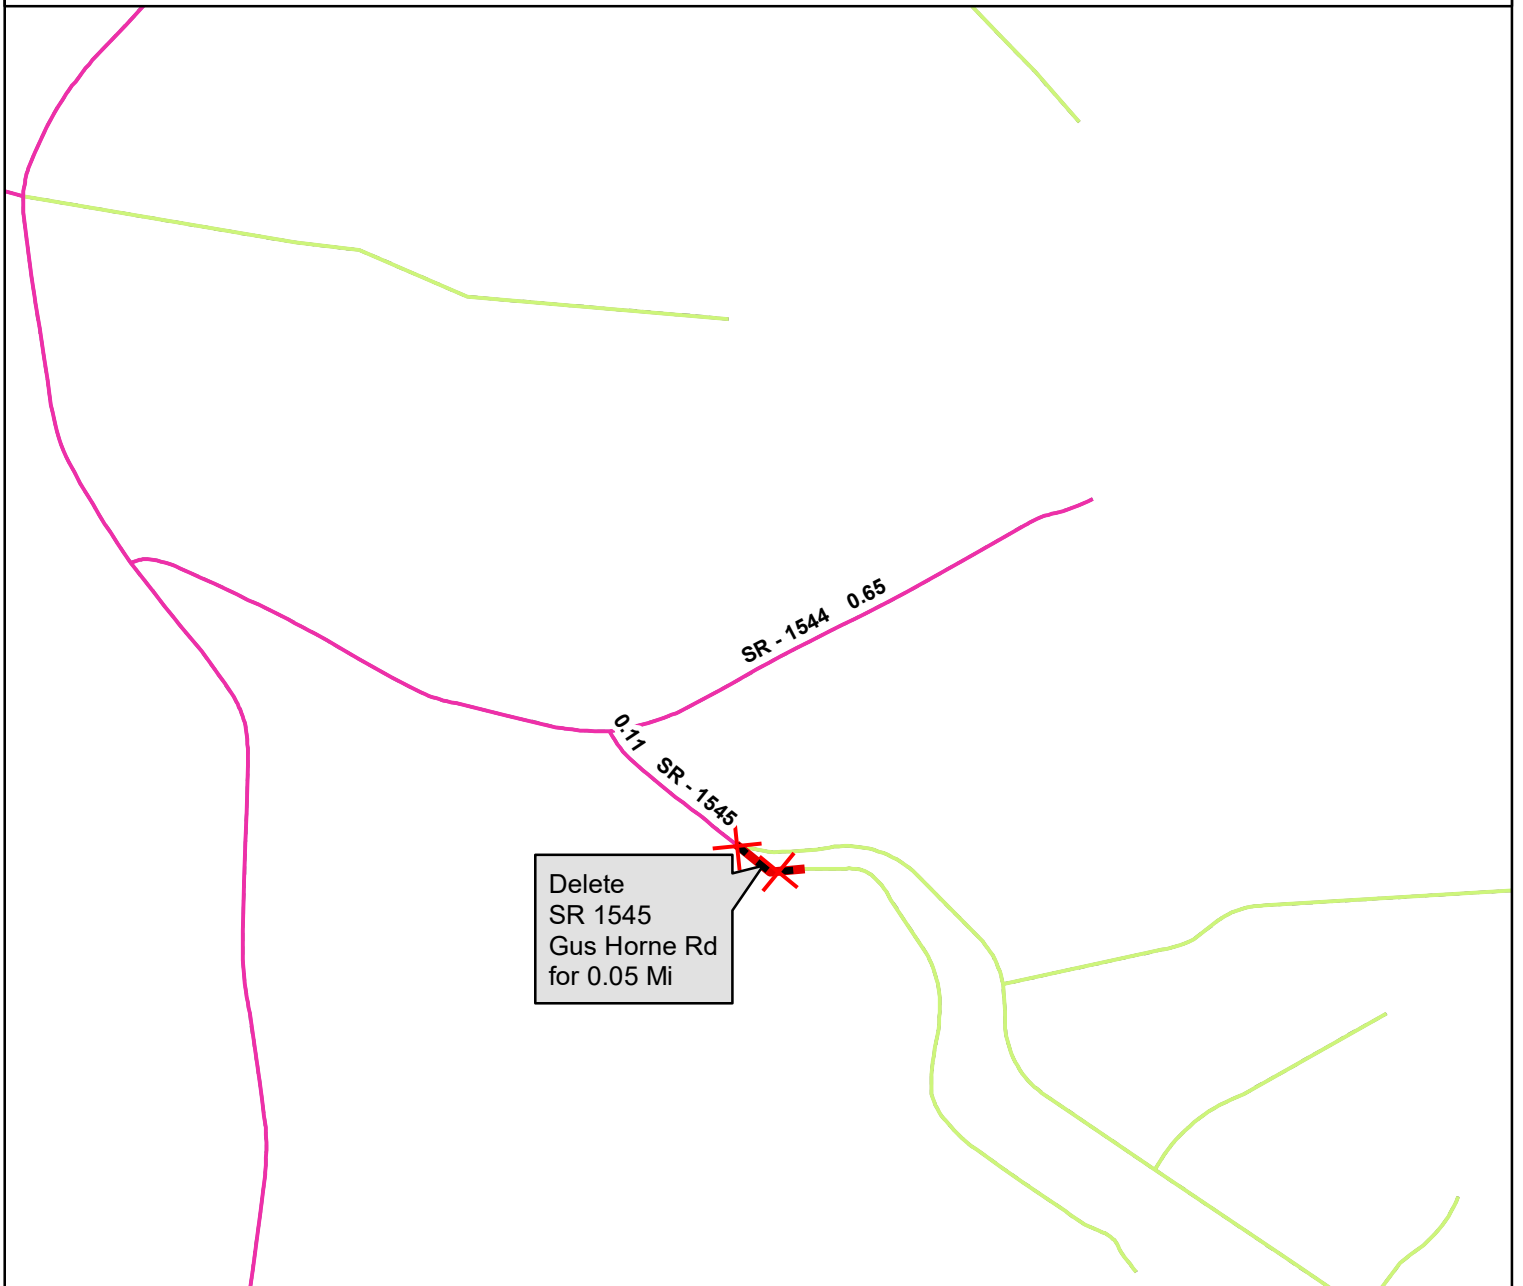 SR - 1544 0.65
0.11 SR - 1545
Delete
SR 1545
Gus Horne Rd
for 0.05 Mi